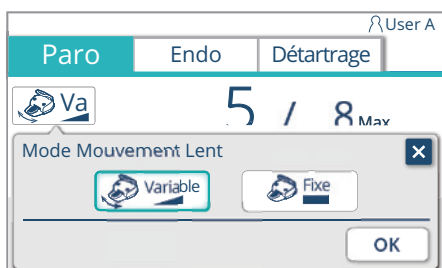 User A
Paro Endo Détartrage
Va 5 / 8 Max
Mode Mouvement Lent
Variable Fixe
OK